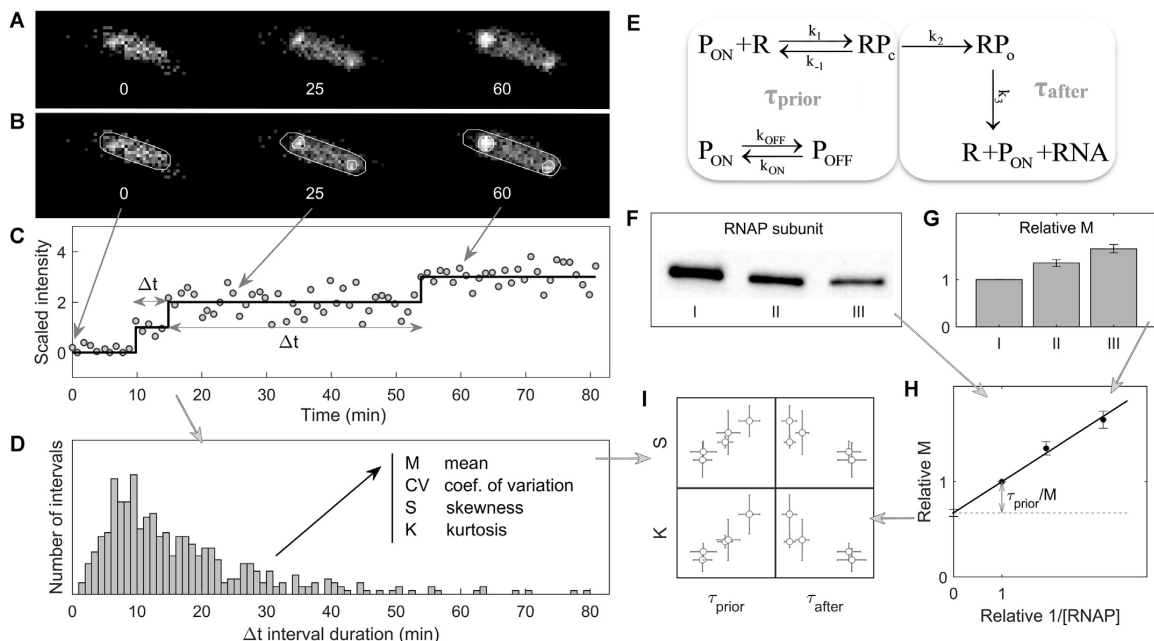 A
0 25 60
B
0 25 60
C
Scaled intensity
4
2
0
Δt
Δt
0 10 20 30 40 50 60 70 80
Time (min)
D
Number of intervals
M mean
CV coef. of variation
S skewness
K kurtosis
0 10 20 30 40 50 60 70 80
Δt interval duration (min)
E
P_ON + R k_1 k_-1 RP_c k_2 RP_o
τ_prior k_3 τ_after
P_ON k_OFF k_ON P_OFF R + P_ON + RNA
F
RNAP subunit
I II III
G
Relative M
1
0
I II III
I
S
K
τ_prior τ_after
H
Relative M
1
0
τ_prior/M
0 1
Relative 1/[RNAP]